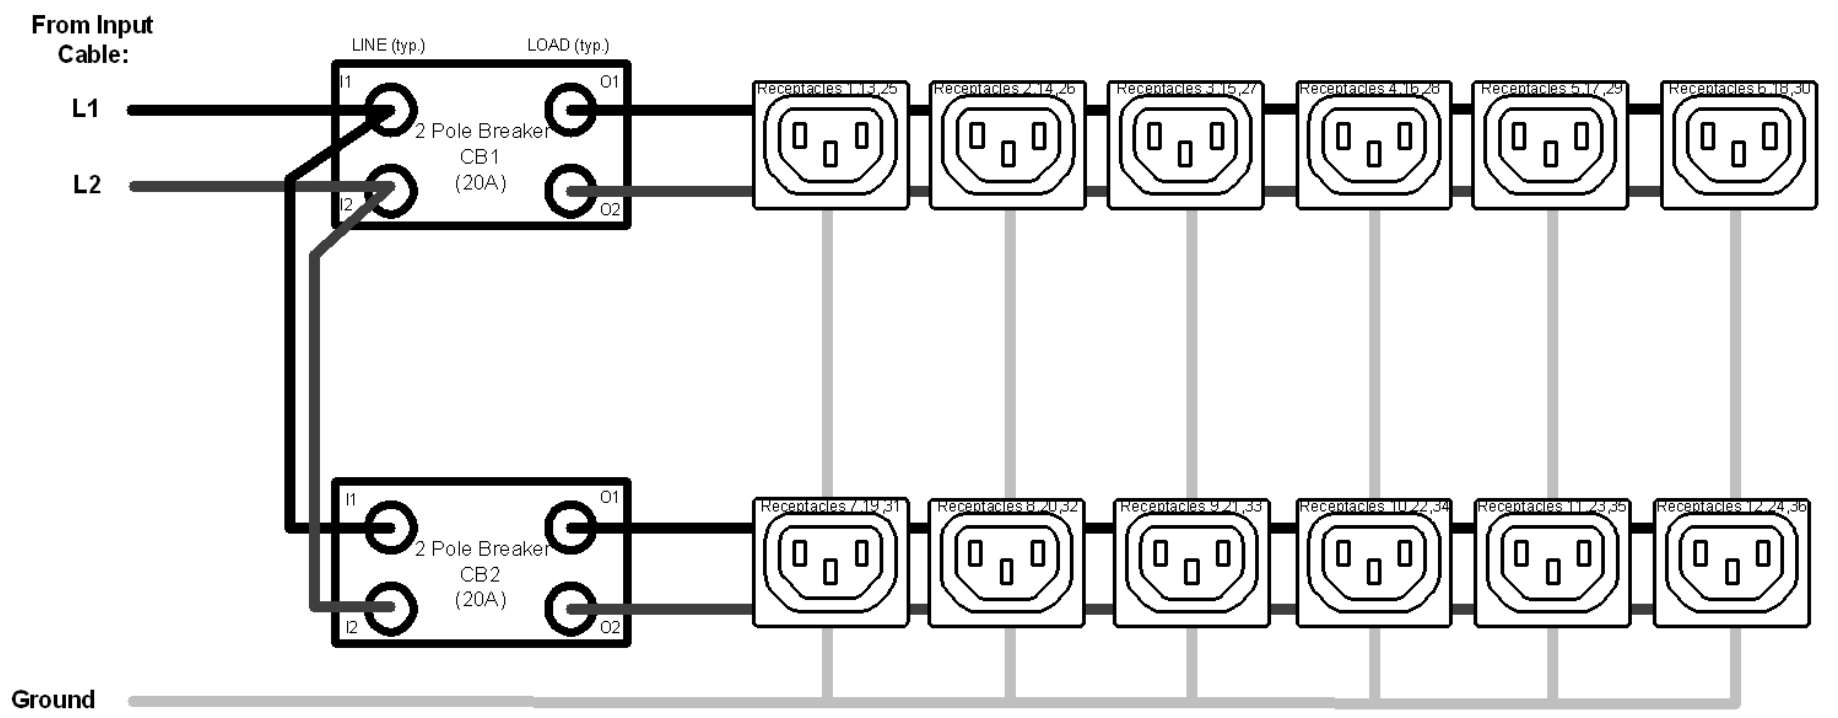 From Input
Cable:
LINE (typ.)
LOAD (typ.)
I1
O1
L1
2 Pole Breaker
CB1
(20A)
L2
I2
O2
Receptacles 1,13,25
Receptacles 2,14,26
Receptacles 3,15,27
Receptacles 4,16,28
Receptacles 5,17,29
Receptacles 6,18,30
I1
O1
2 Pole Breaker
CB2
(20A)
I2
O2
Receptacles 7,19,31
Receptacles 8,20,32
Receptacles 9,21,33
Receptacles 10,22,34
Receptacles 11,23,35
Receptacles 12,24,36
Ground